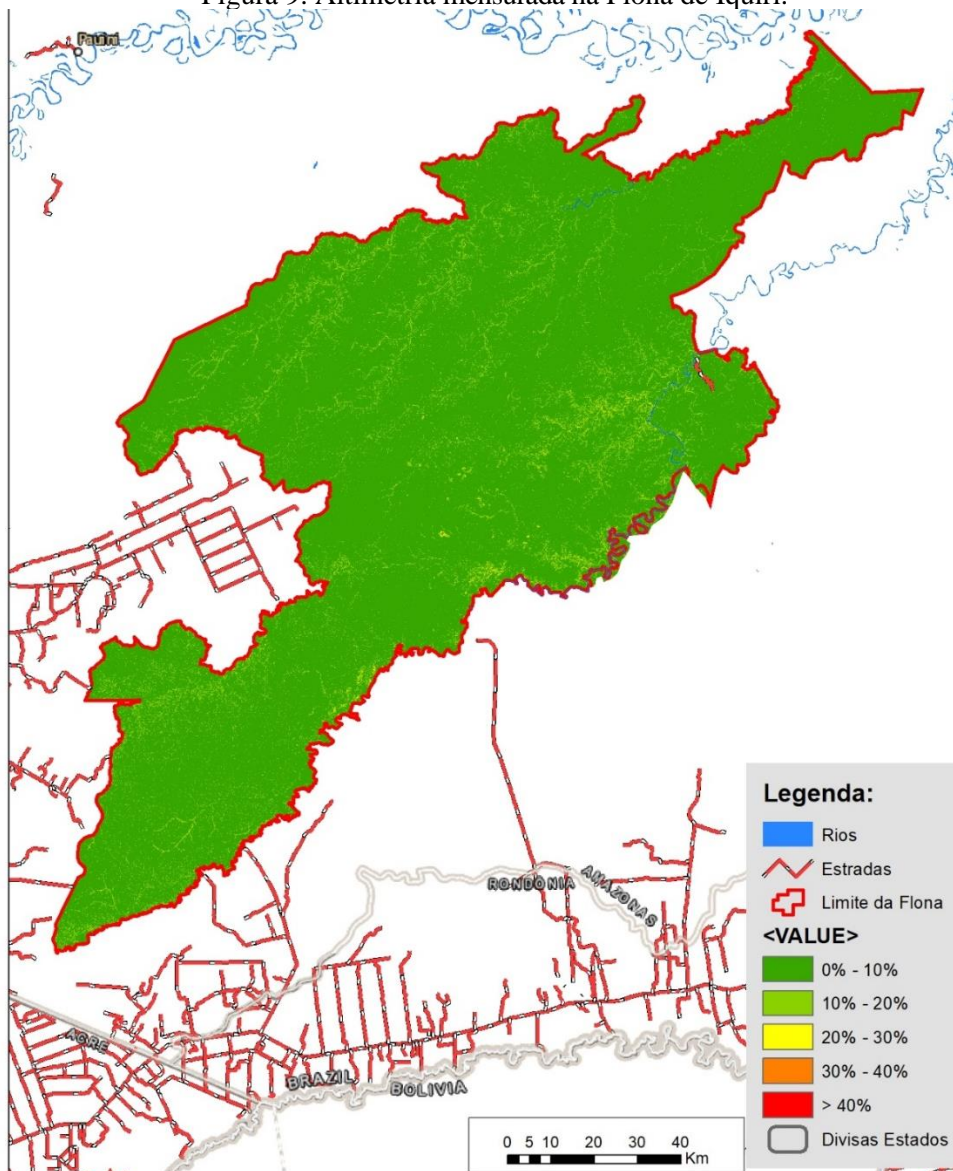 Figura 9. Altimetria mensurada na Flona de Iquiri.
Pauini
RONDÔNIA
AMAZONAS
ACRE
BRAZIL
BOLIVIA
Legenda:
Rios
Estradas
Limite da Flona
<VALUE>
0% - 10%
10% - 20%
20% - 30%
30% - 40%
> 40%
Divisas Estados
0 5 10 20 30 40
Km